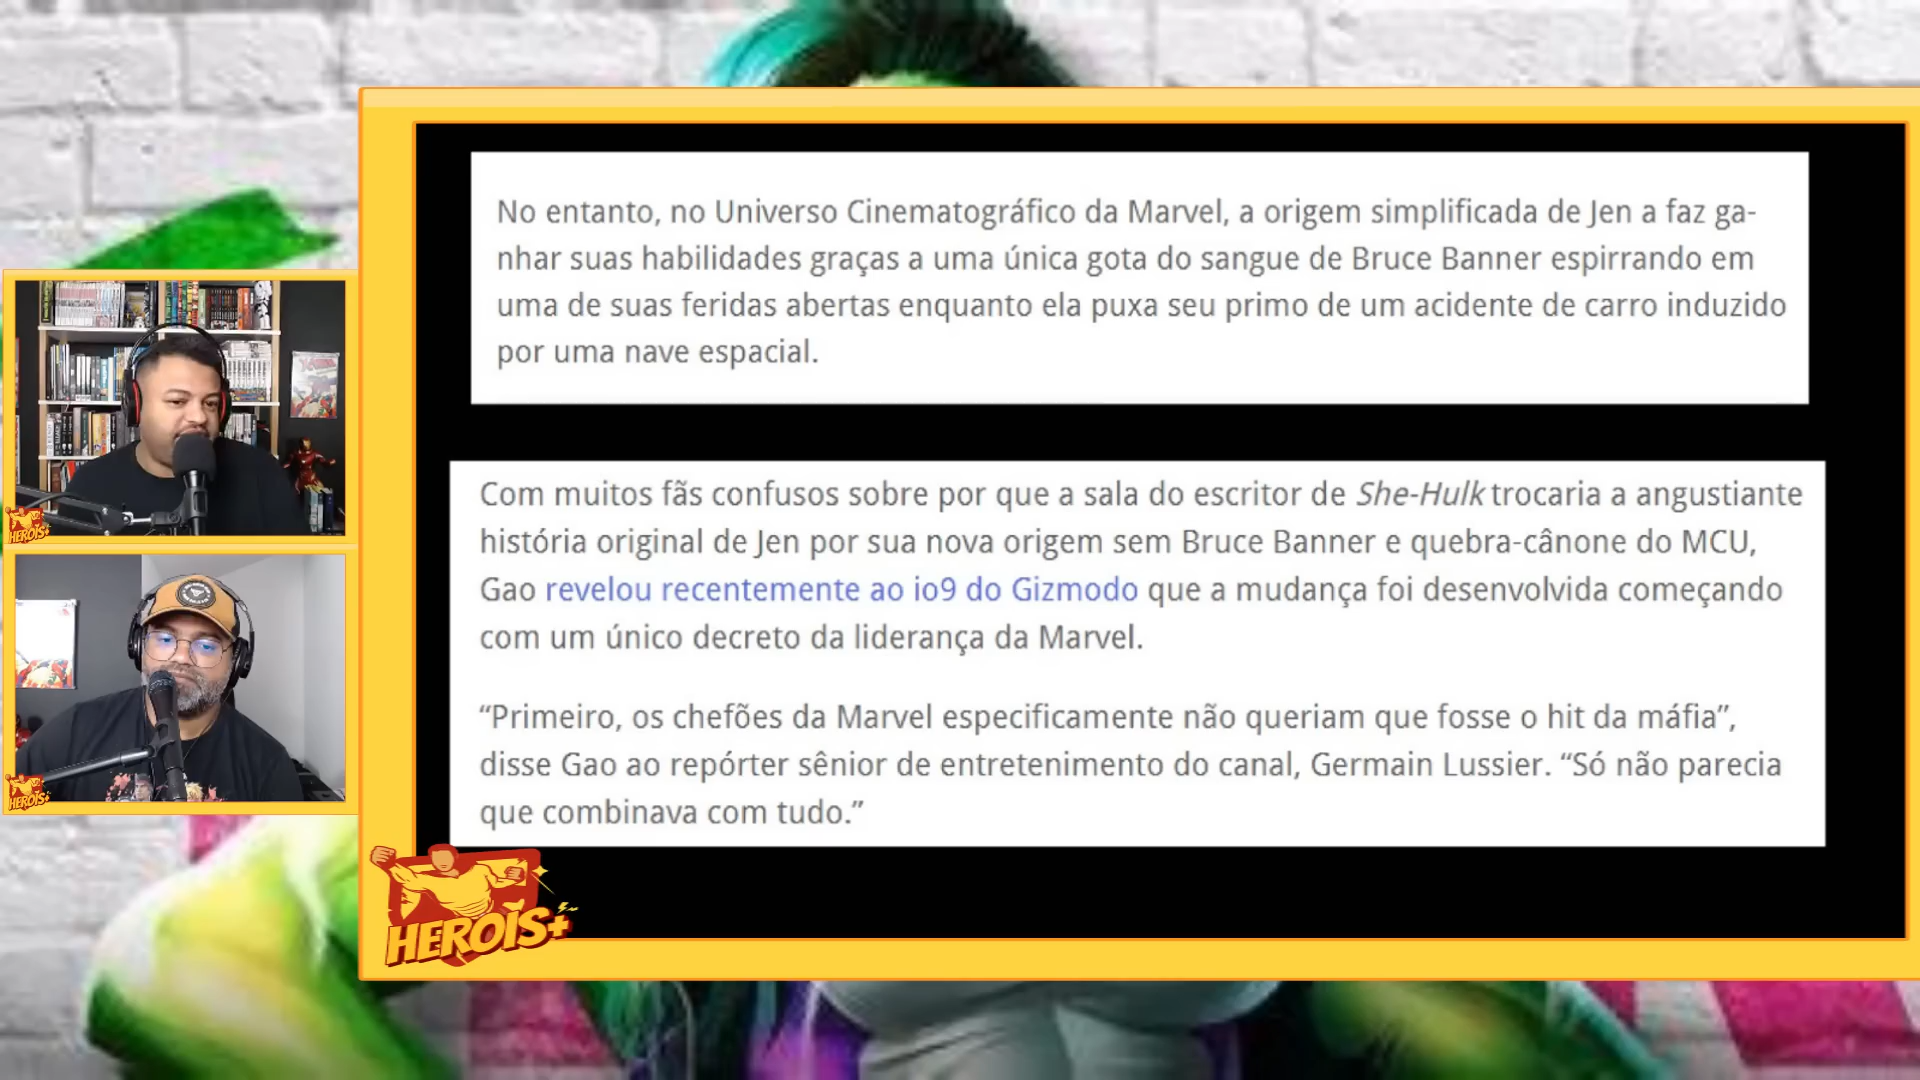 No entanto, no Universo Cinematográfico da Marvel, a origem simplificada de Jen a faz ga-
nhar suas habilidades graças a uma única gota do sangue de Bruce Banner espirrando em
uma de suas feridas abertas enquanto ela puxa seu primo de um acidente de carro induzido
por uma nave espacial.
Com muitos fãs confusos sobre por que a sala do escritor de She-Hulk trocaria a angustiante
história original de Jen por sua nova origem sem Bruce Banner e quebra-cânone do MCU,
Gao revelou recentemente ao io9 do Gizmodo que a mudança foi desenvolvida começando
com um único decreto da liderança da Marvel.
“Primeiro, os chefões da Marvel especificamente não queriam que fosse o hit da máfia”,
disse Gao ao repórter sênior de entretenimento do canal, Germain Lussier. “Só não parecia
que combinava com tudo.”
HEROIS+
HEROIS+
HEROIS+